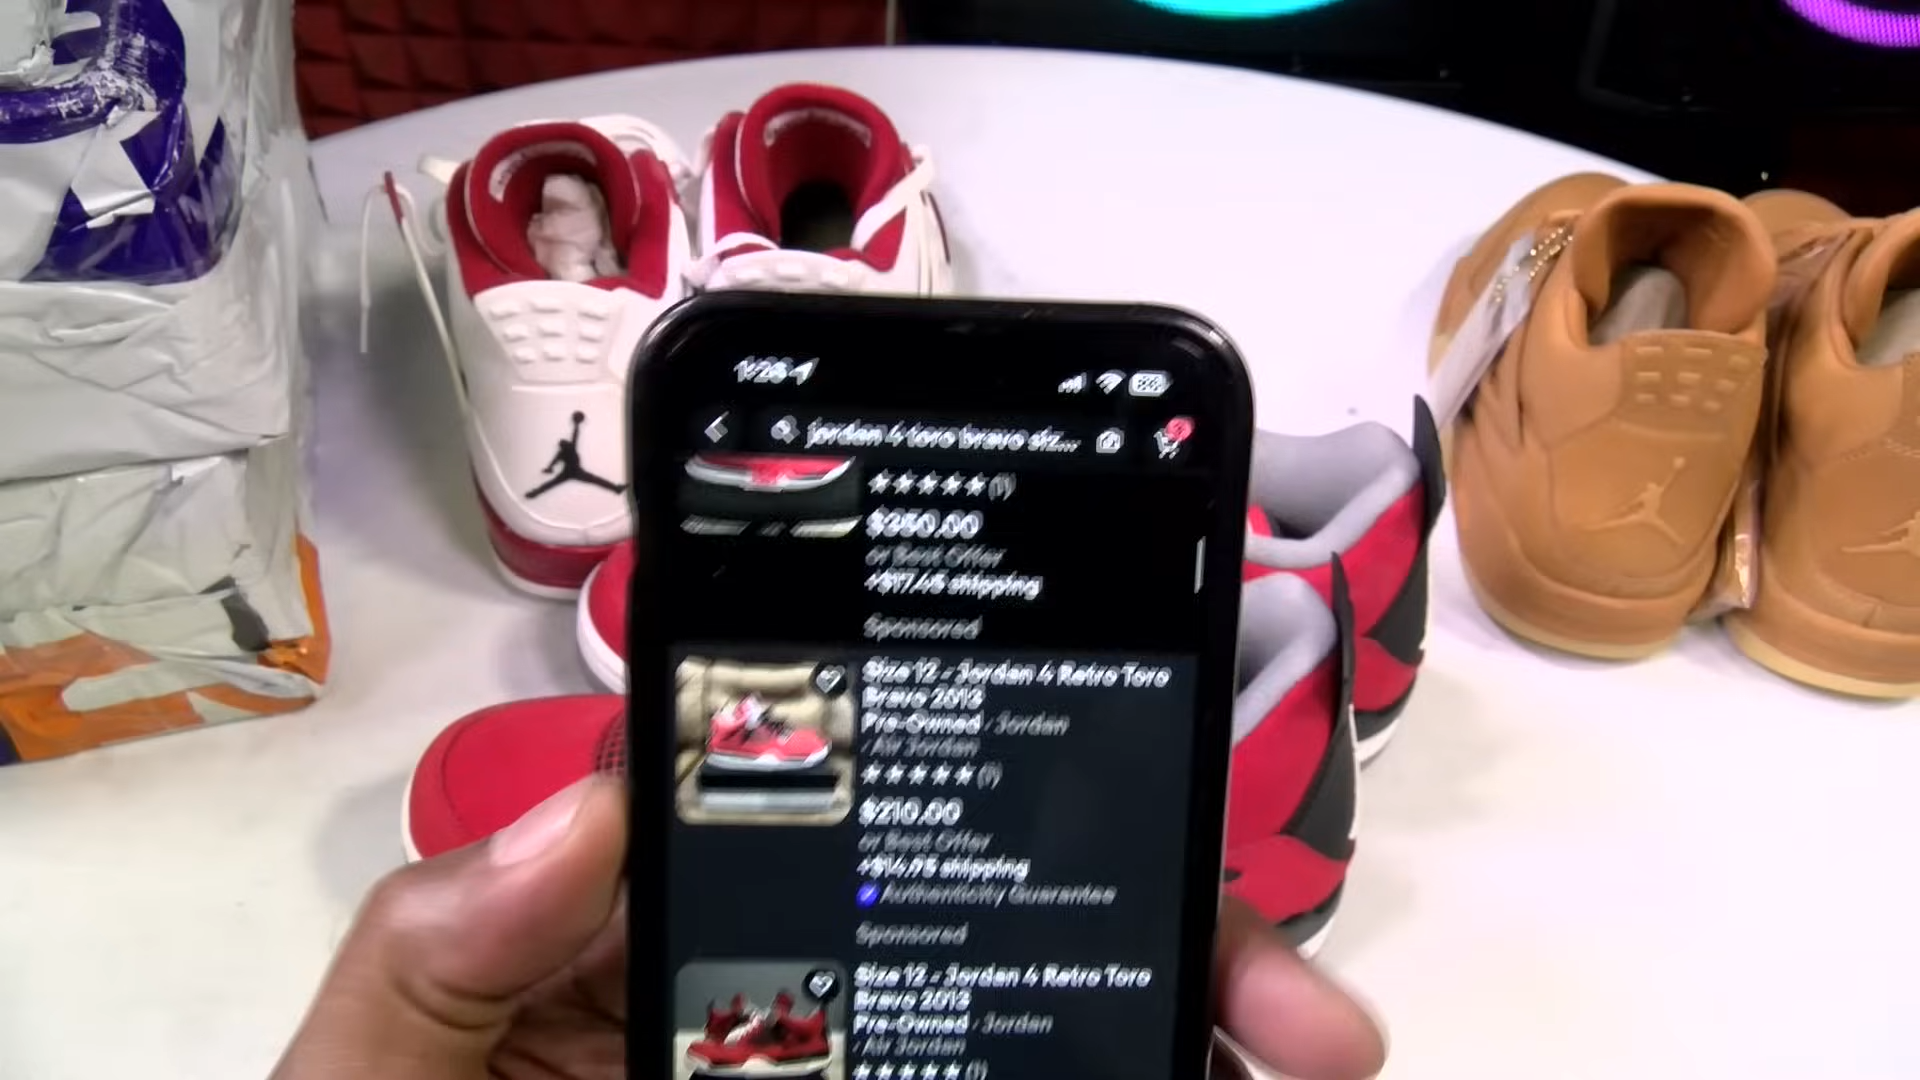 1:26
jordan 4 toro bravo siz...
(1)
$350.00
or Best Offer
+$17.45 shipping
Sponsored
Size 12 - Jordan 4 Retro Toro
Bravo 2013
Pre-Owned · Jordan
· Air Jordan
(1)
$210.00
or Best Offer
+$14.95 shipping
Authenticity Guarantee
Sponsored
Size 12 - Jordan 4 Retro Toro
Bravo 2013
Pre-Owned · Jordan
· Air Jordan
(1)